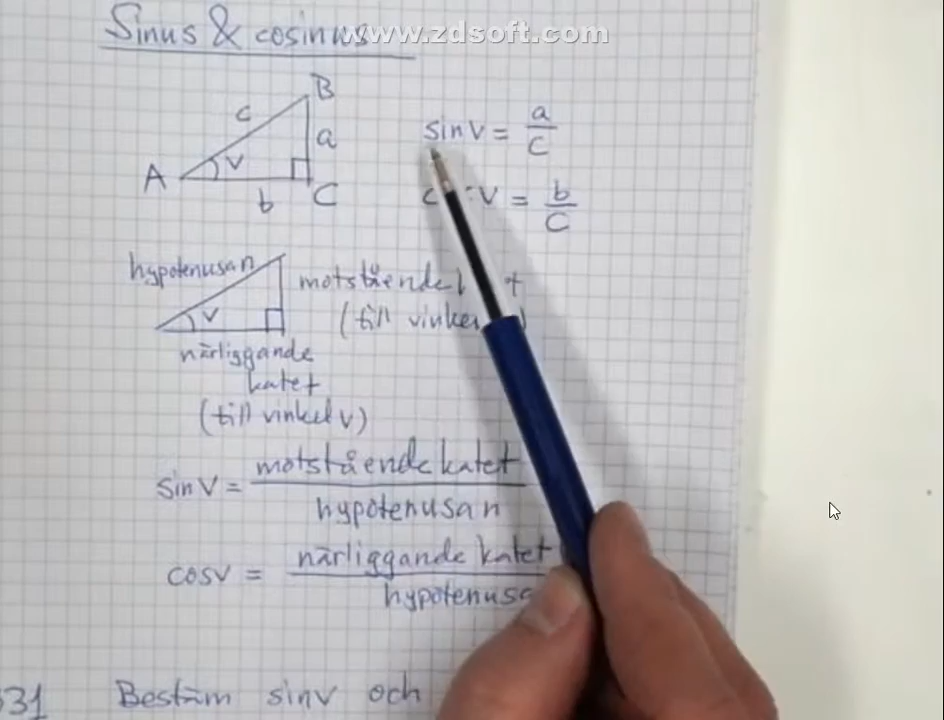 Sinus & cosinus
www.zdsoft.com
B
c
a
A
v
b
C
sin v = a/c
v = b/c
hypotenusan
motstående
(till
v
närliggande
katet
(till vinkel v)
sin v = motstående katet / hypotenusan
cos v = närliggande katet /
331 Bestäm sin v och